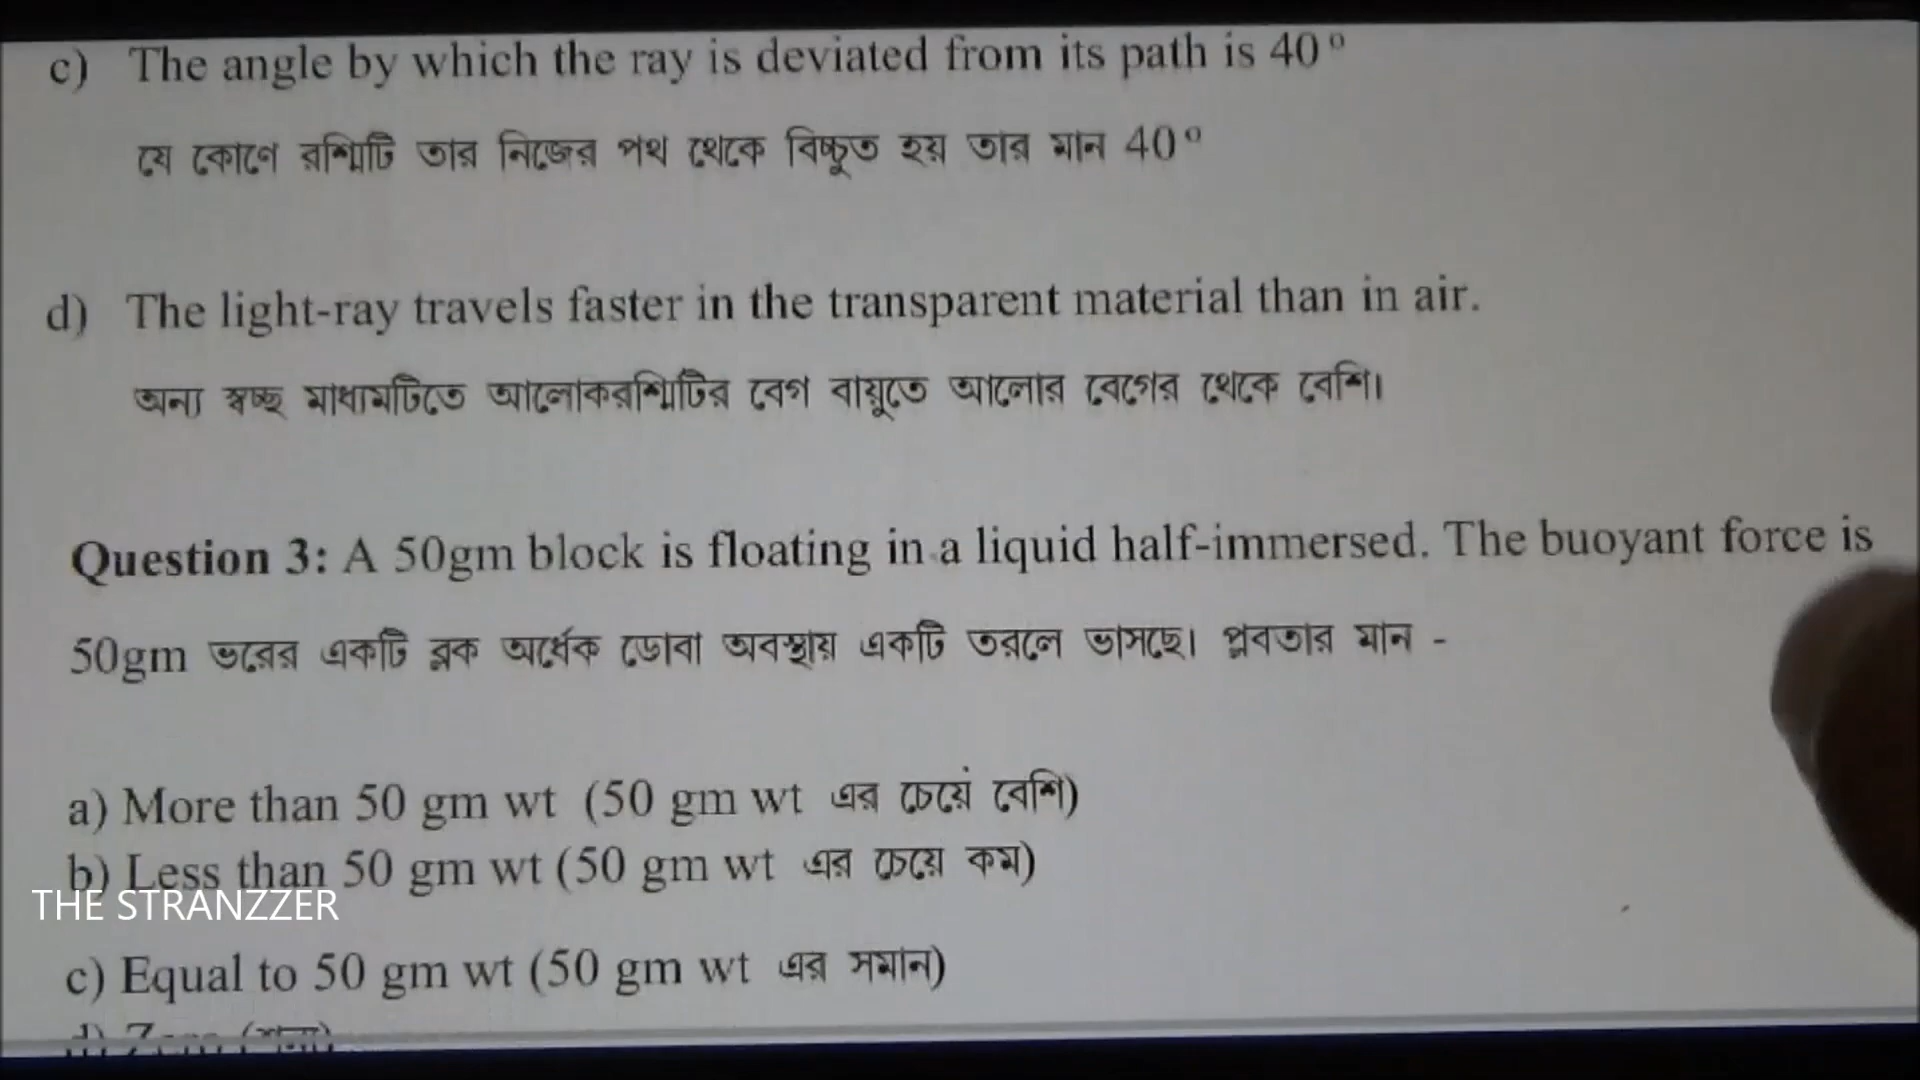 c) The angle by which the ray is deviated from its path is 40°
যে কোণে রশ্মিটি তার নিজের পথ থেকে বিচ্ছুত হয় তার মান 40°
d) The light-ray travels faster in the transparent material than in air.
অন্য স্বচ্ছ মাধ্যমটিতে আলোকরশ্মিটির বেগ বায়ুতে আলোর বেগের থেকে বেশি।
Question 3: A 50gm block is floating in a liquid half-immersed. The buoyant force is
50gm ভরের একটি ব্লক অর্ধেক ডোবা অবস্থায় একটি তরলে ভাসছে। প্লবতার মান -
a) More than 50 gm wt (50 gm wt এর চেয়ে বেশি)
b) Less than 50 gm wt (50 gm wt এর চেয়ে কম)
THE STRANZZER
c) Equal to 50 gm wt (50 gm wt এর সমান)